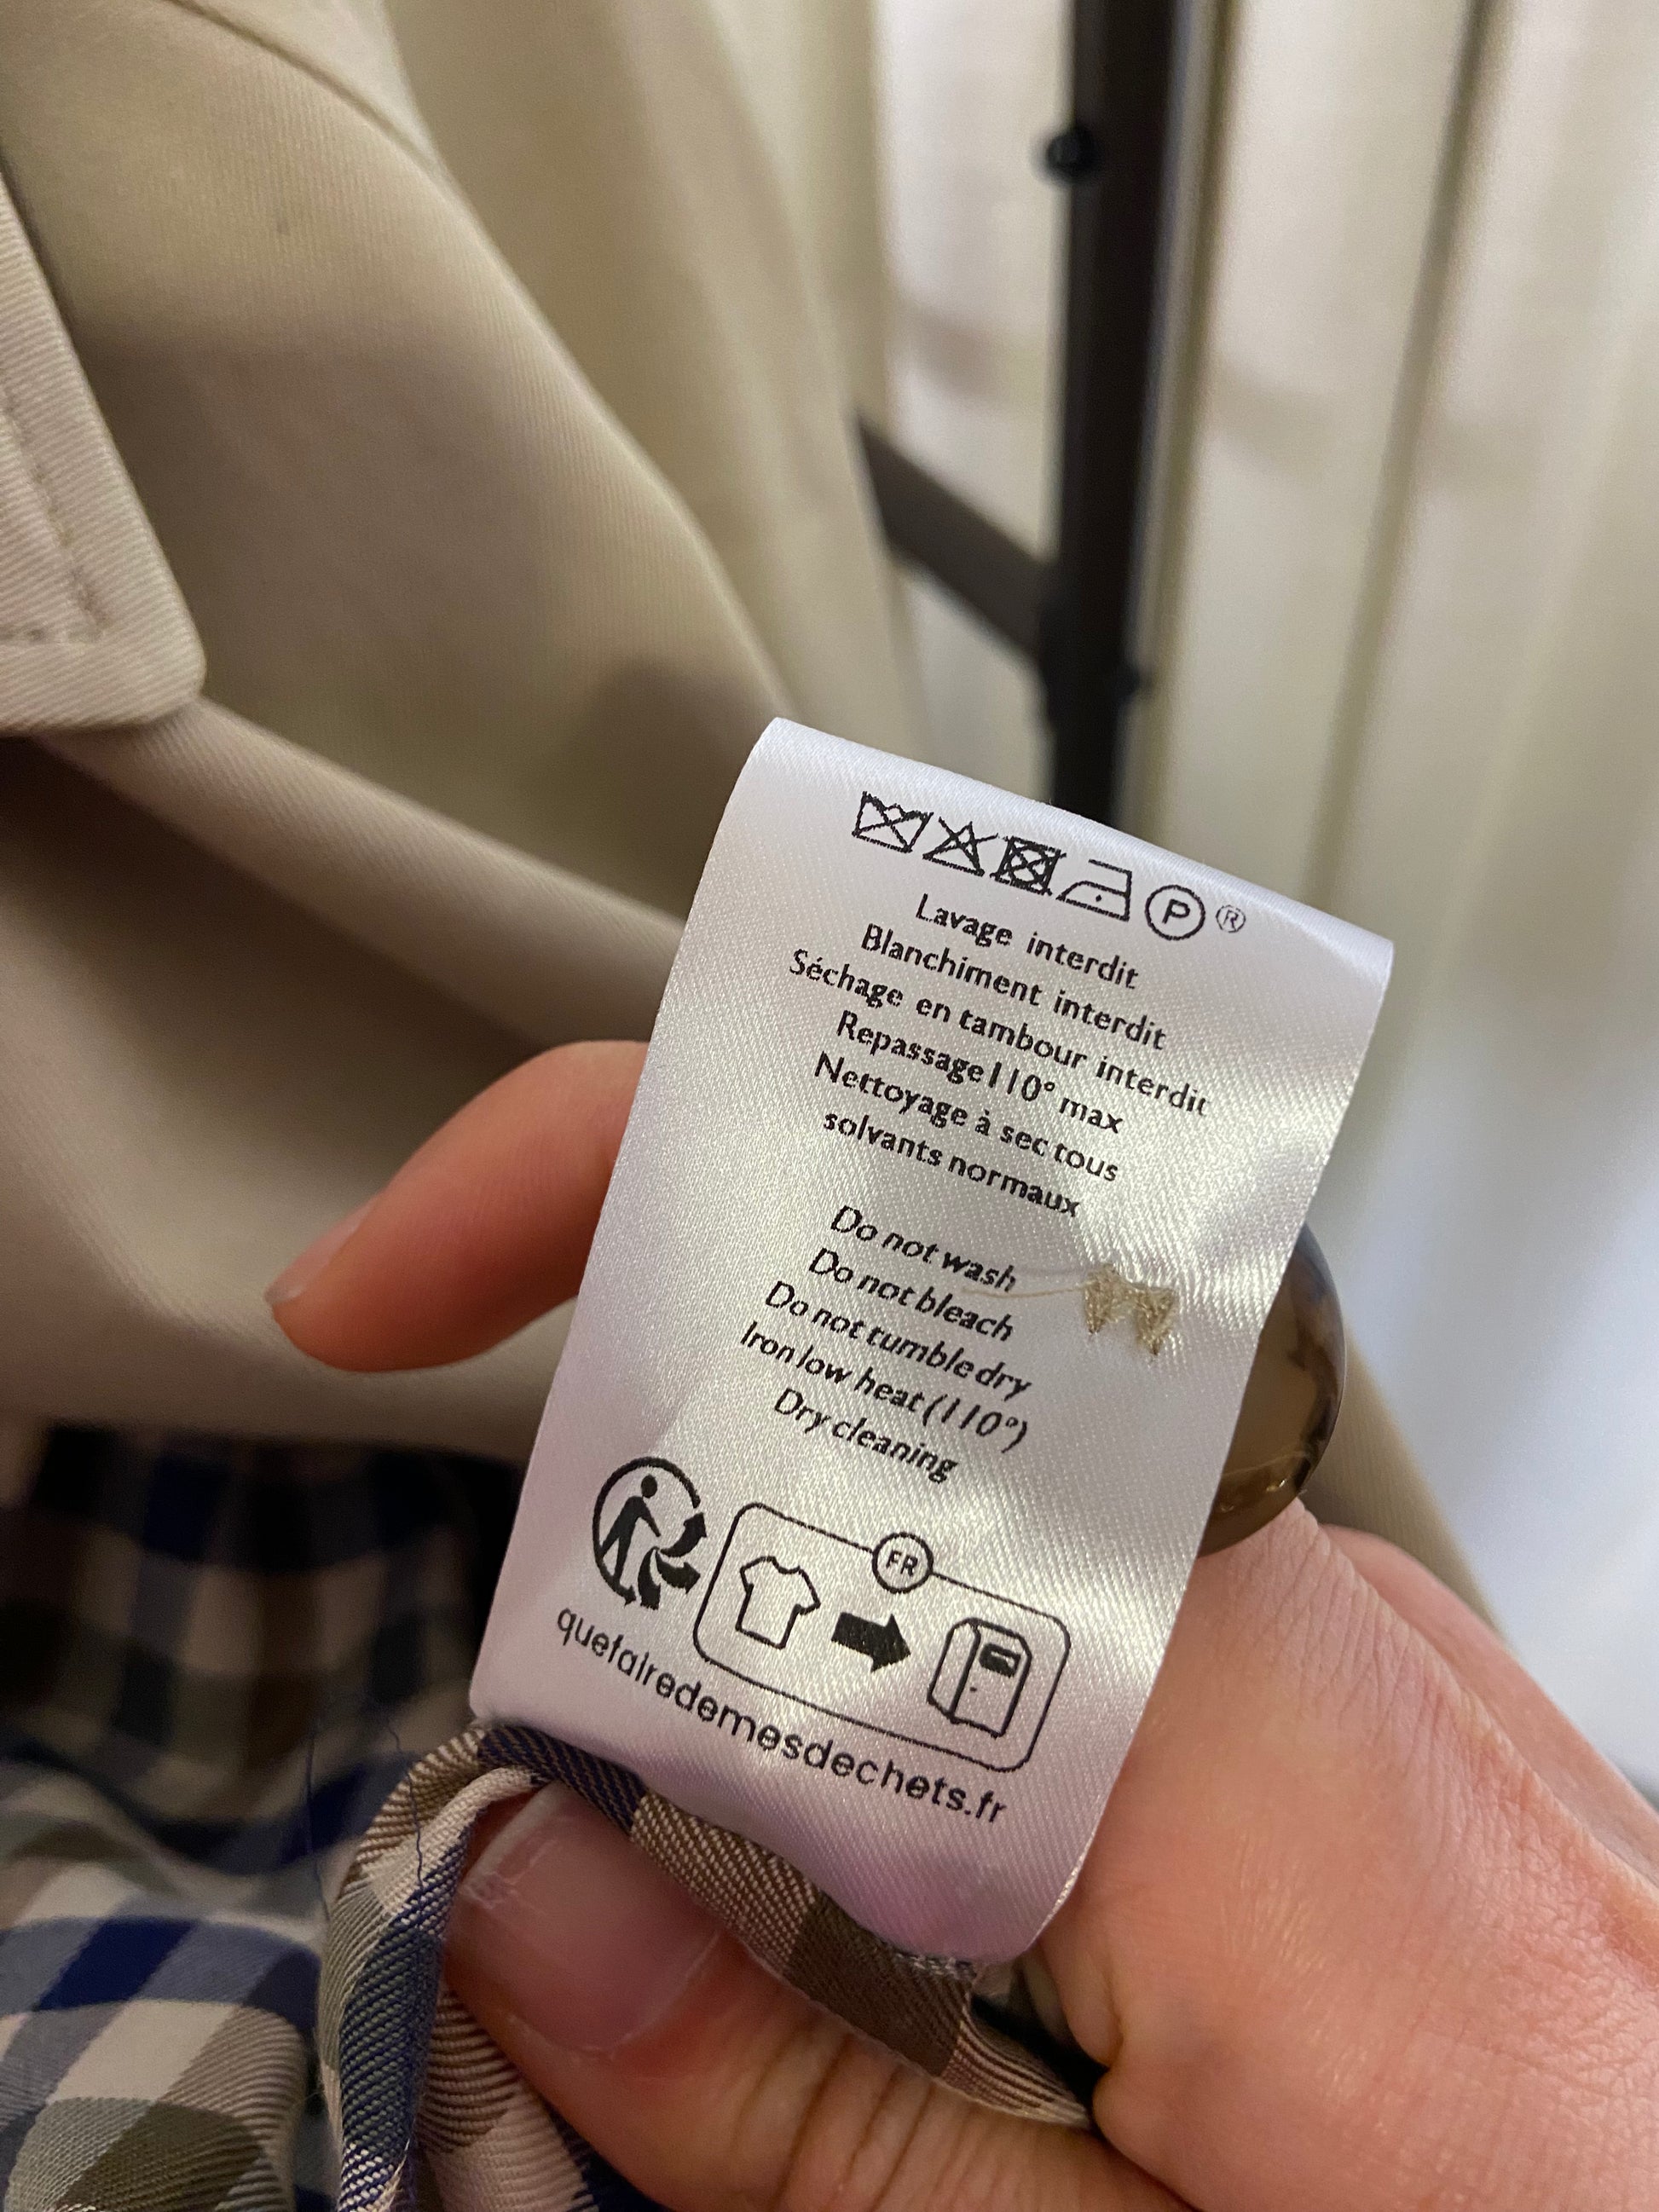 P ®
Lavage interdit
Blanchiment interdit
Séchage en tambour interdit
Repassage 110° max
Nettoyage à sec tous
solvants normaux
Do not wash
Do not bleach
Do not tumble dry
Iron low heat (110°)
Dry cleaning
FR
quefairedemesdechets.fr